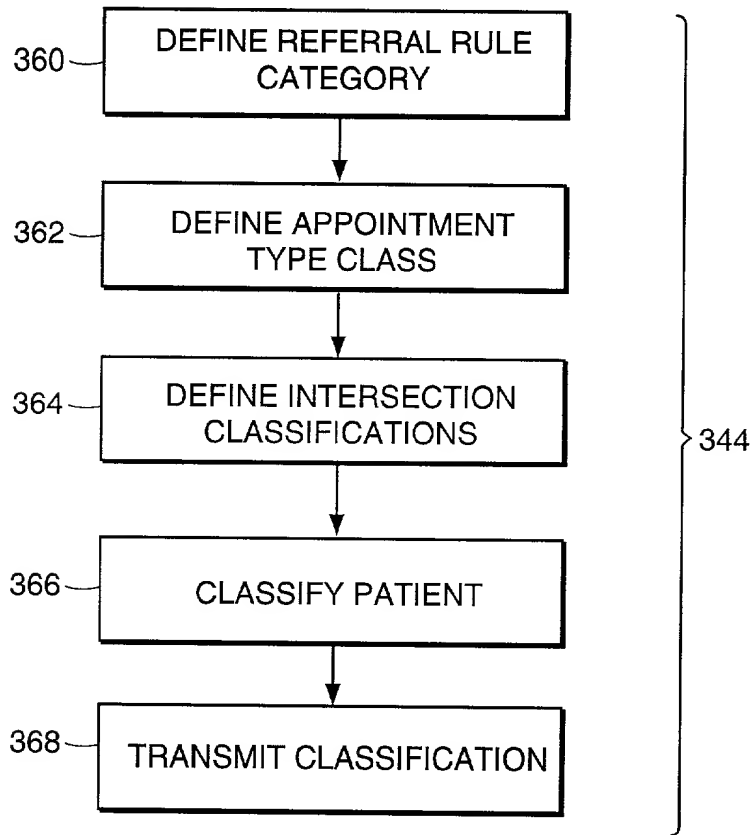 360
DEFINE REFERRAL RULE
CATEGORY
362
DEFINE APPOINTMENT
TYPE CLASS
364
DEFINE INTERSECTION
CLASSIFICATIONS
344
366
CLASSIFY PATIENT
368
TRANSMIT CLASSIFICATION